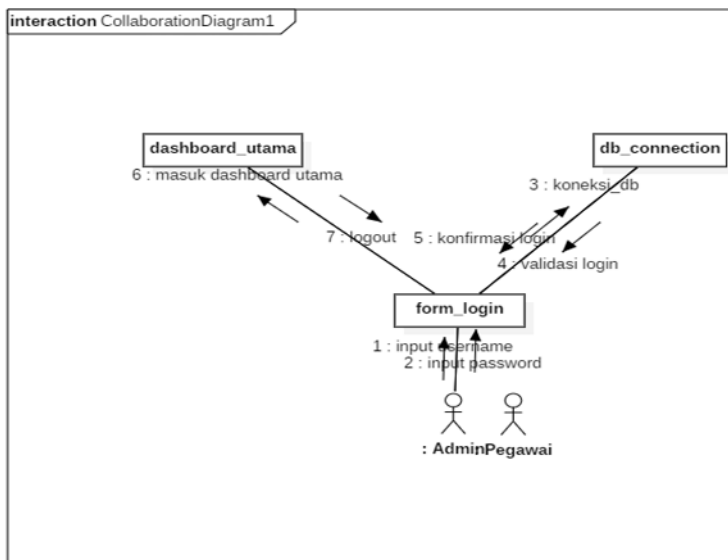 interaction CollaborationDiagram1
dashboard_utama
db_connection
6 : masuk dashboard utama
3 : koneksi_db
7 : logout
5 : konfirmasi login
4 : validasi login
form_login
1 : input username
2 : input password
: Admin
Pegawai